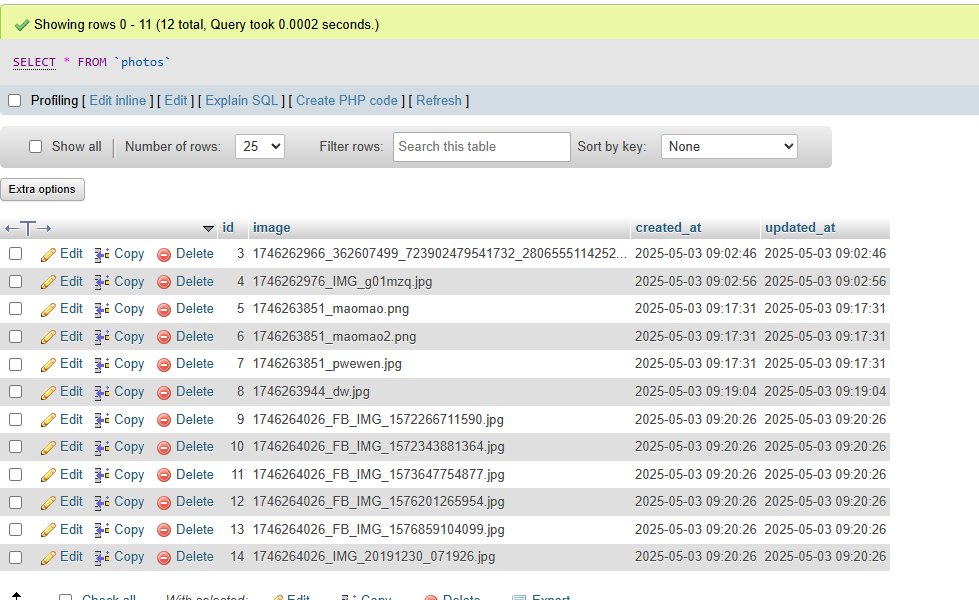 Showing rows 0 - 11 (12 total, Query took 0.0002 seconds.)
SELECT * FROM `photos`
Profiling [ Edit inline ] [ Edit ] [ Explain SQL ] [ Create PHP code ] [ Refresh ]
Show all Number of rows: 25 Filter rows: Search this table Sort by key: None
Extra options
←T→ id image created_at updated_at
Edit Copy Delete 3 1746262966_362607499_723902479541732_2806555114252... 2025-05-03 09:02:46 2025-05-03 09:02:46
Edit Copy Delete 4 1746262976_IMG_g01mzq.jpg 2025-05-03 09:02:56 2025-05-03 09:02:56
Edit Copy Delete 5 1746263851_maomao.png 2025-05-03 09:17:31 2025-05-03 09:17:31
Edit Copy Delete 6 1746263851_maomao2.png 2025-05-03 09:17:31 2025-05-03 09:17:31
Edit Copy Delete 7 1746263851_pwewen.jpg 2025-05-03 09:17:31 2025-05-03 09:17:31
Edit Copy Delete 8 1746263944_dw.jpg 2025-05-03 09:19:04 2025-05-03 09:19:04
Edit Copy Delete 9 1746264026_FB_IMG_1572266711590.jpg 2025-05-03 09:20:26 2025-05-03 09:20:26
Edit Copy Delete 10 1746264026_FB_IMG_1572343881364.jpg 2025-05-03 09:20:26 2025-05-03 09:20:26
Edit Copy Delete 11 1746264026_FB_IMG_1573647754877.jpg 2025-05-03 09:20:26 2025-05-03 09:20:26
Edit Copy Delete 12 1746264026_FB_IMG_1576201265954.jpg 2025-05-03 09:20:26 2025-05-03 09:20:26
Edit Copy Delete 13 1746264026_FB_IMG_1576859104099.jpg 2025-05-03 09:20:26 2025-05-03 09:20:26
Edit Copy Delete 14 1746264026_IMG_20191230_071926.jpg 2025-05-03 09:20:26 2025-05-03 09:20:26
Check all With selected: Edit Copy Delete Export